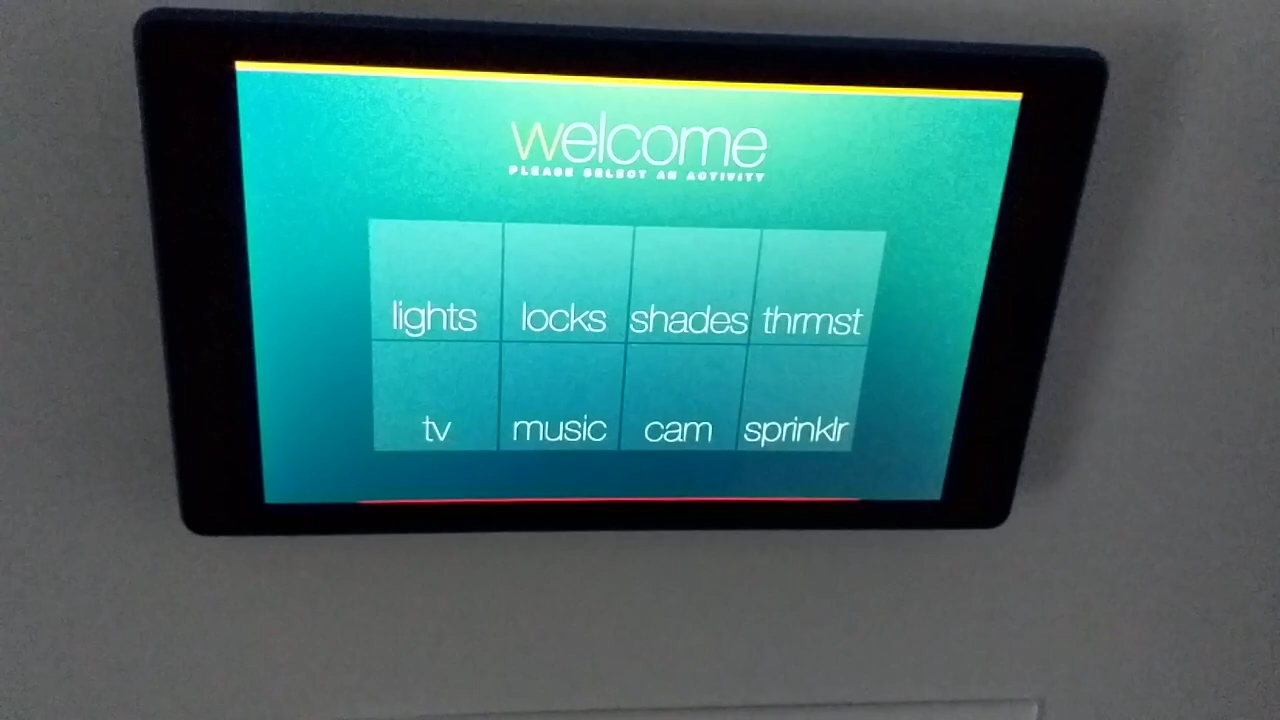 welcome
PLEASE SELECT AN ACTIVITY
lights locks shades thrmst
tv music cam sprinklr